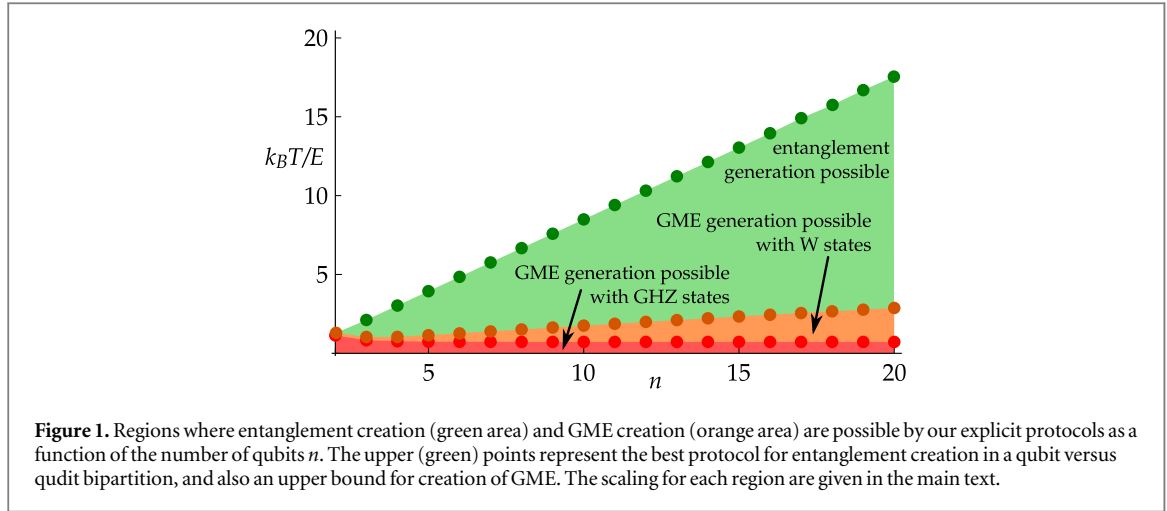 20
15
k_BT/E
entanglement
generation possible
10
GME generation possible
with W states
5
GME generation possible
with GHZ states
5
10
15
20
n
Figure 1. Regions where entanglement creation (green area) and GME creation (orange area) are possible by our explicit protocols as a
function of the number of qubits n. The upper (green) points represent the best protocol for entanglement creation in a qubit versus
qudit bipartition, and also an upper bound for creation of GME. The scaling for each region are given in the main text.